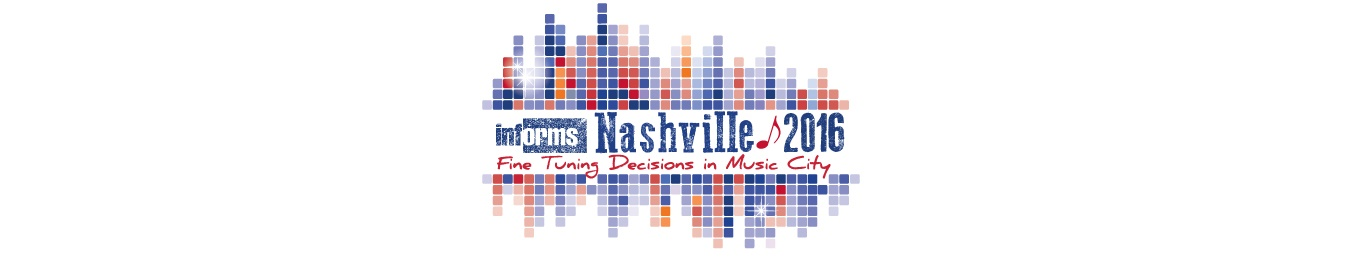 informs Nashville 2016
Fine Tuning Decisions in Music City